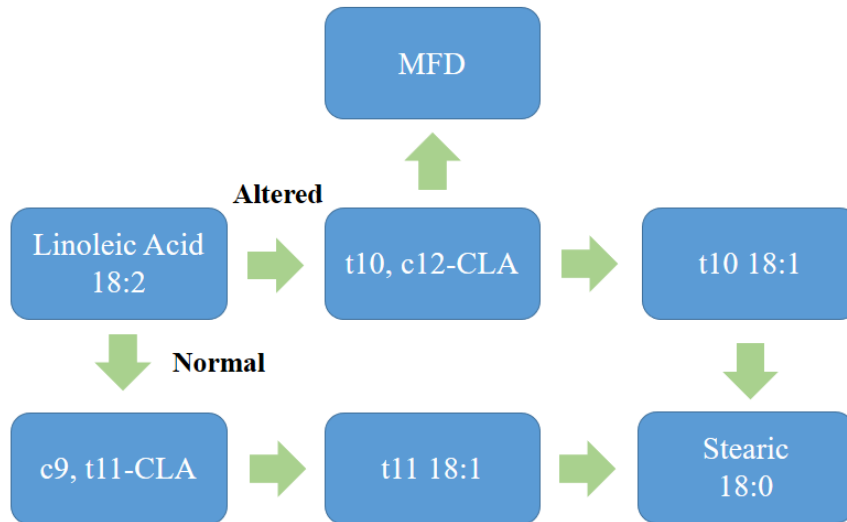 MFD
Altered
Linoleic Acid
18:2
t10, c12-CLA
t10 18:1
Normal
c9, t11-CLA
t11 18:1
Stearic
18:0